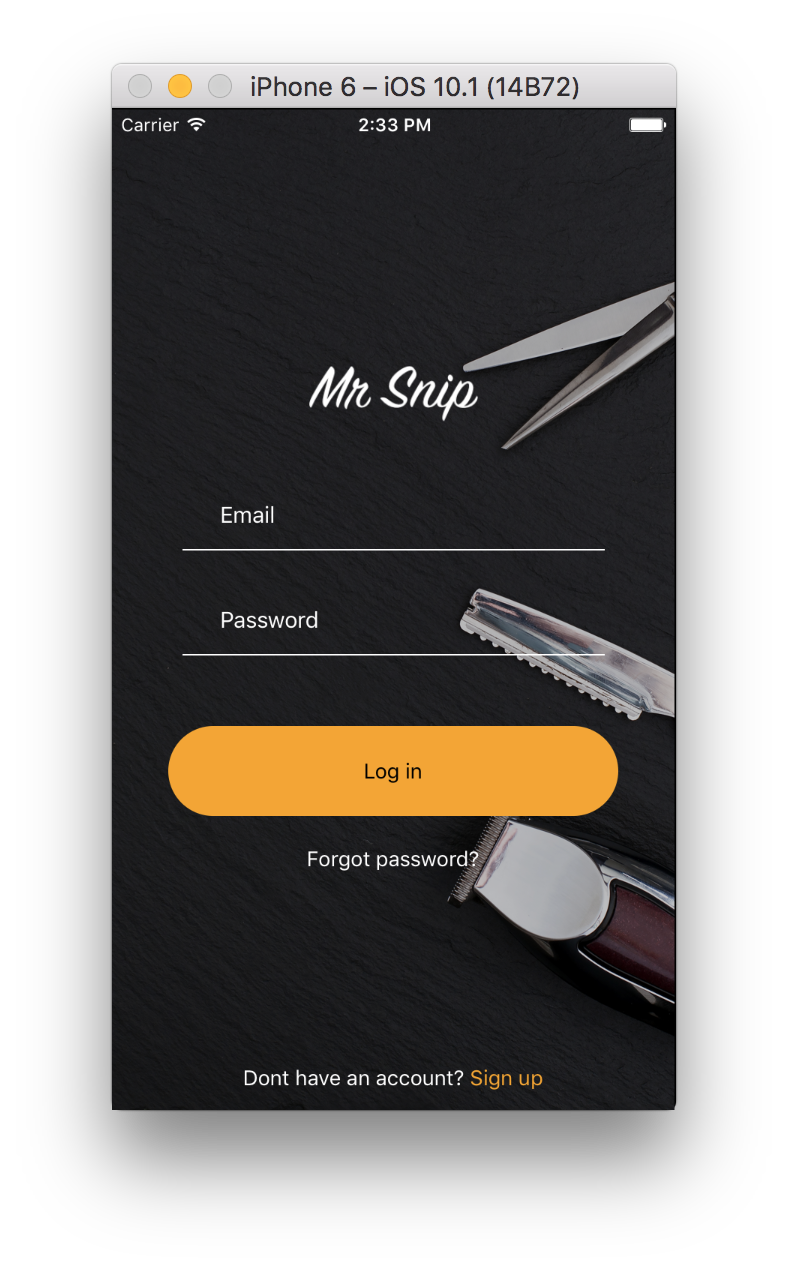 iPhone 6 – iOS 10.1 (14B72)
Carrier 2:33 PM
Mr Snip
Email
Password
Log in
Forgot password?
Dont have an account? Sign up